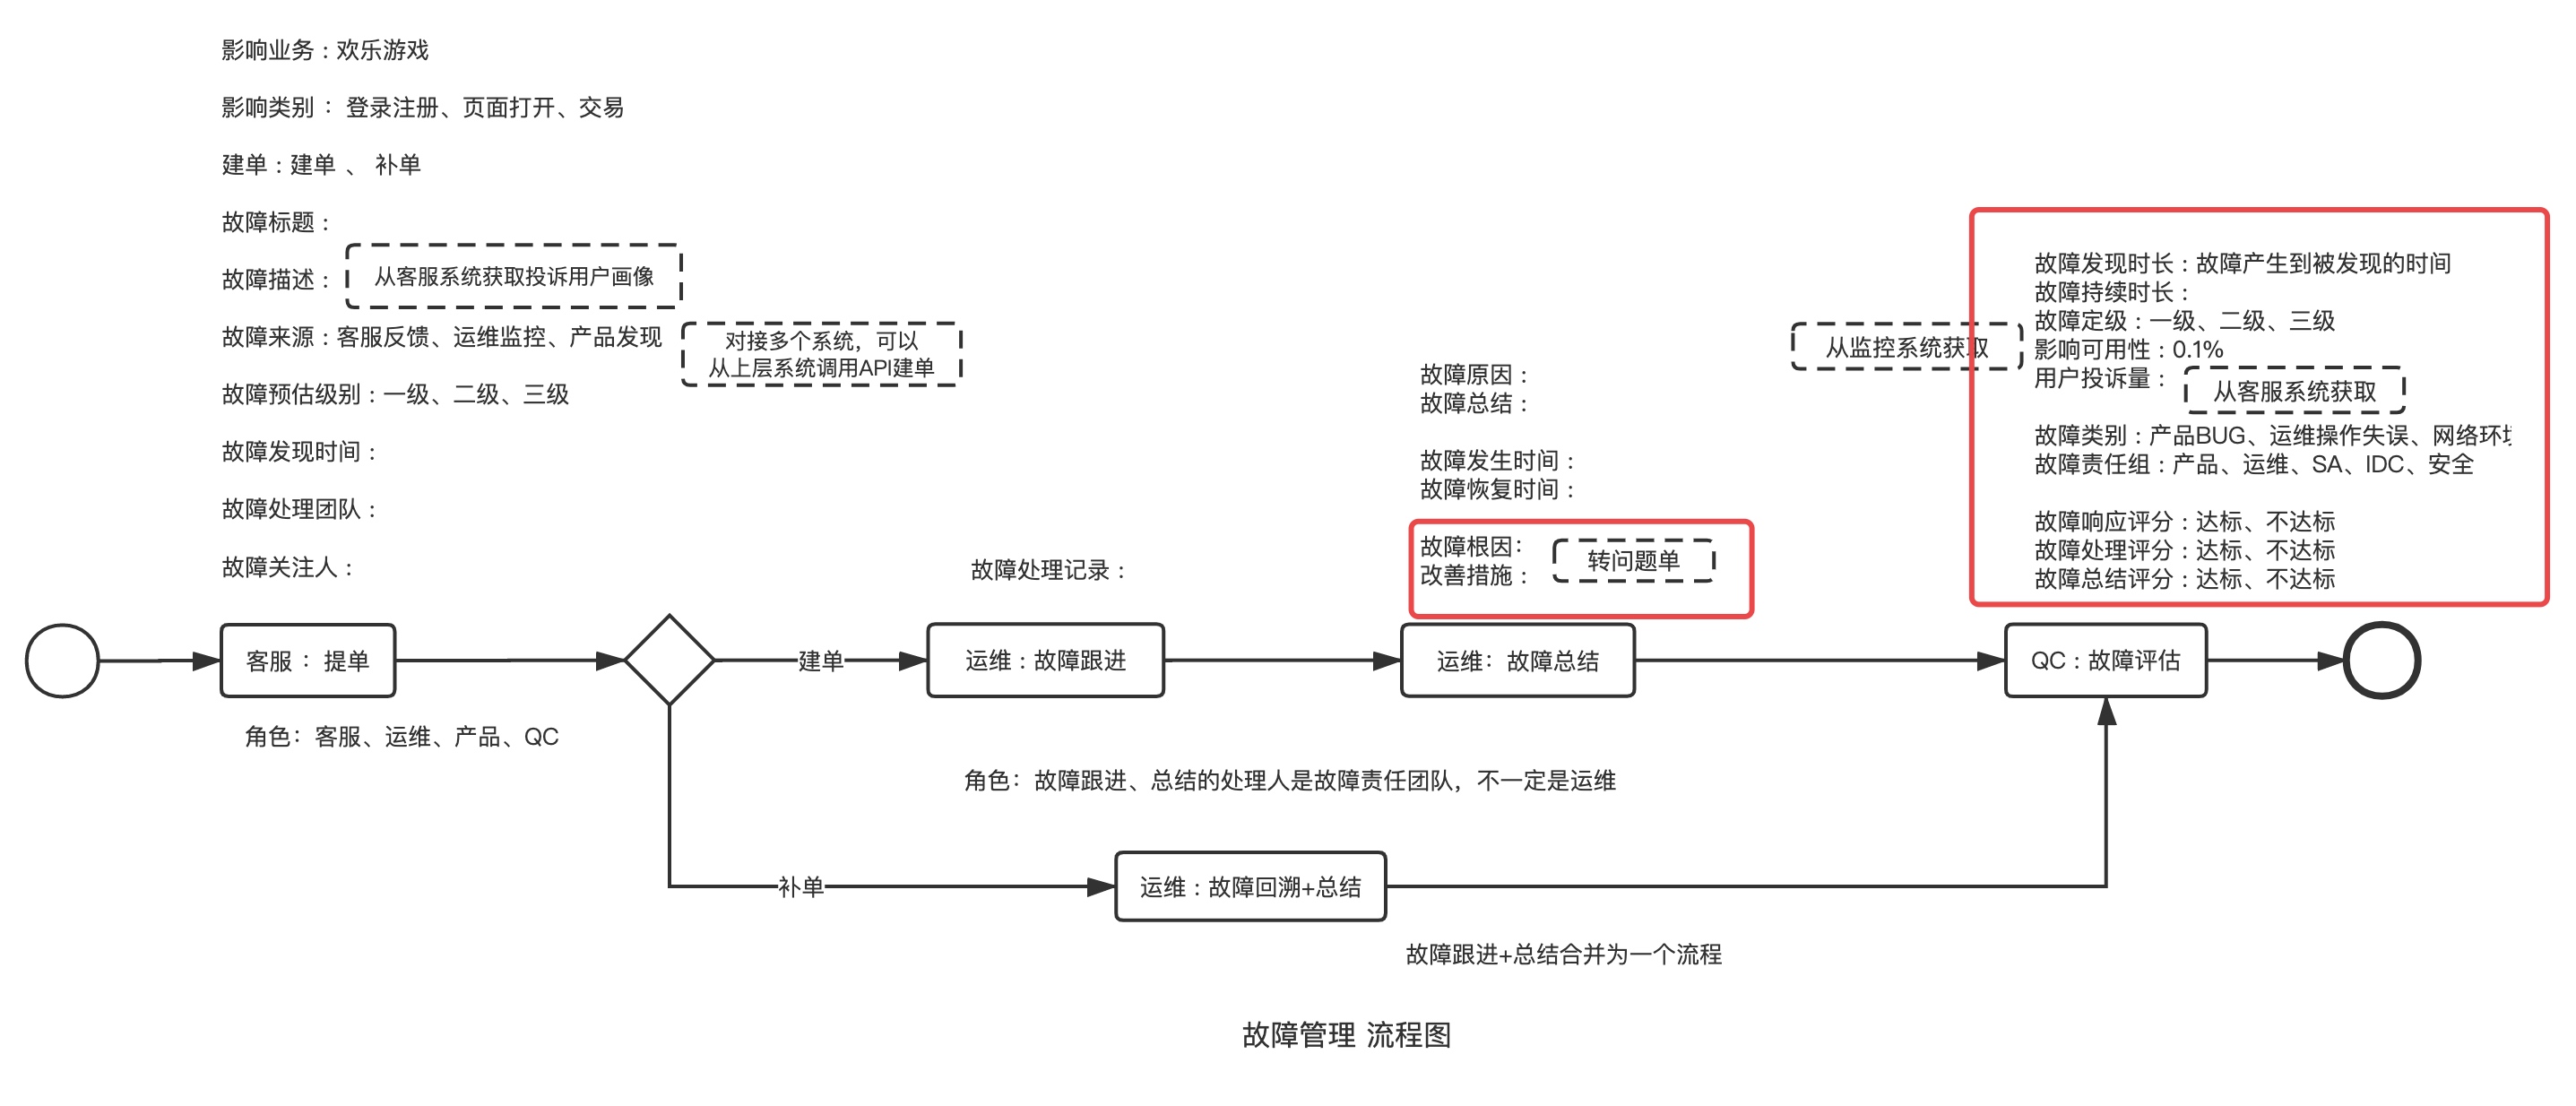 影响业务：欢乐游戏
影响类别： 登录注册、页面打开、交易
建单：建单 、 补单
故障标题：
故障描述：
从客服系统获取投诉用户画像
故障来源：客服反馈、运维监控、产品发现
对接多个系统，可以
从上层系统调用API建单
故障预估级别：一级、二级、三级
故障发现时间：
故障处理团队：
故障关注人：
故障处理记录：
故障原因：
故障总结：
故障发生时间：
故障恢复时间：
故障根因：
改善措施：
转问题单
从监控系统获取
故障发现时长：故障产生到被发现的时间
故障持续时长：
故障定级：一级、二级、三级
影响可用性：0.1%
用户投诉量：
从客服系统获取
故障类别：产品BUG、运维操作失误、网络环境
故障责任组：产品、运维、SA、IDC、安全
故障响应评分：达标、不达标
故障处理评分：达标、不达标
故障总结评分：达标、不达标
客服： 提单
建单
运维：故障跟进
运维：故障总结
QC：故障评估
角色：客服、运维、产品、QC
角色：故障跟进、总结的处理人是故障责任团队，不一定是运维
补单
运维：故障回溯+总结
故障跟进+总结合并为一个流程
故障管理 流程图